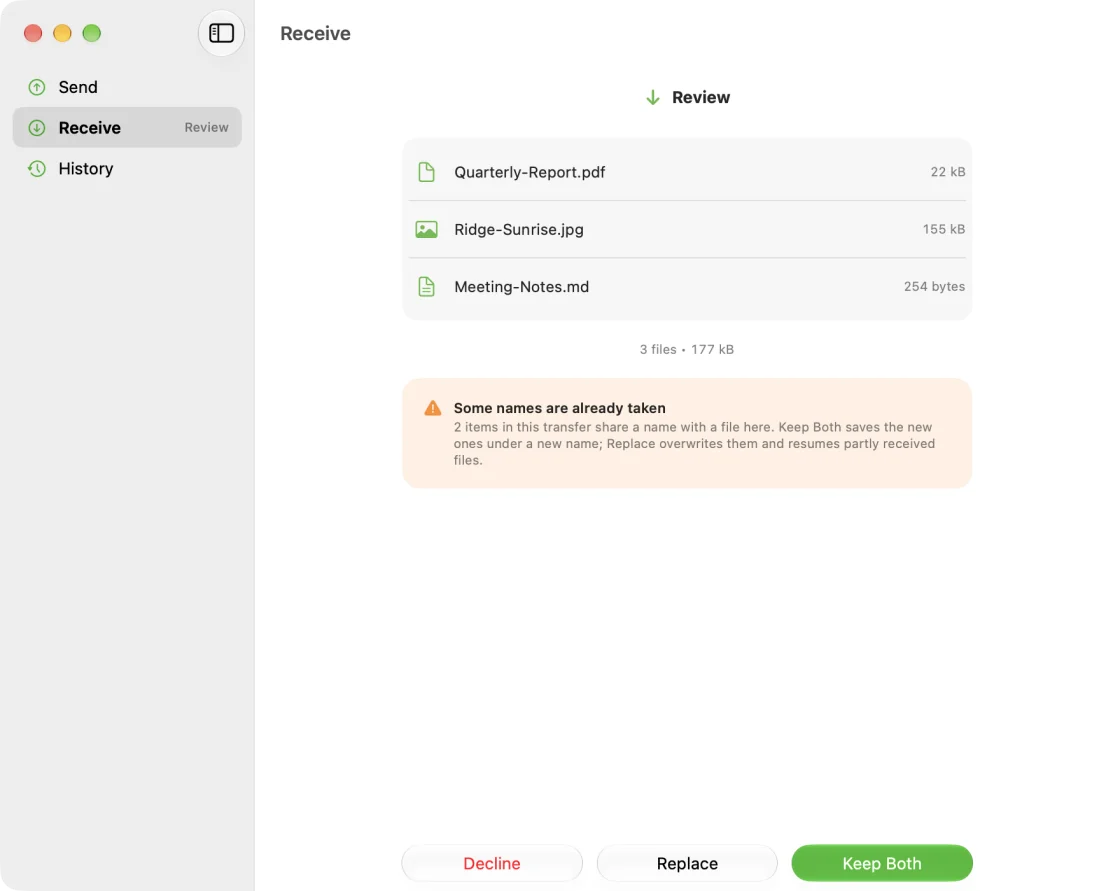 Receive
Send
Receive Review
History
Review
Quarterly-Report.pdf 22 kB
Ridge-Sunrise.jpg 155 kB
Meeting-Notes.md 254 bytes
3 files • 177 kB
Some names are already taken
2 items in this transfer share a name with a file here. Keep Both saves the new
ones under a new name; Replace overwrites them and resumes partly received
files.
Decline Replace Keep Both